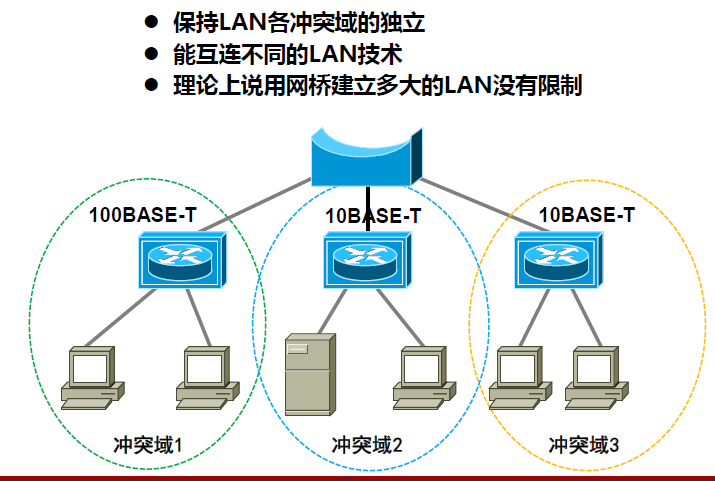 保持LAN各冲突域的独立
能互连不同的LAN技术
理论上说用网桥建立多大的LAN没有限制
100BASE-T
10BASE-T
10BASE-T
冲突域1
冲突域2
冲突域3